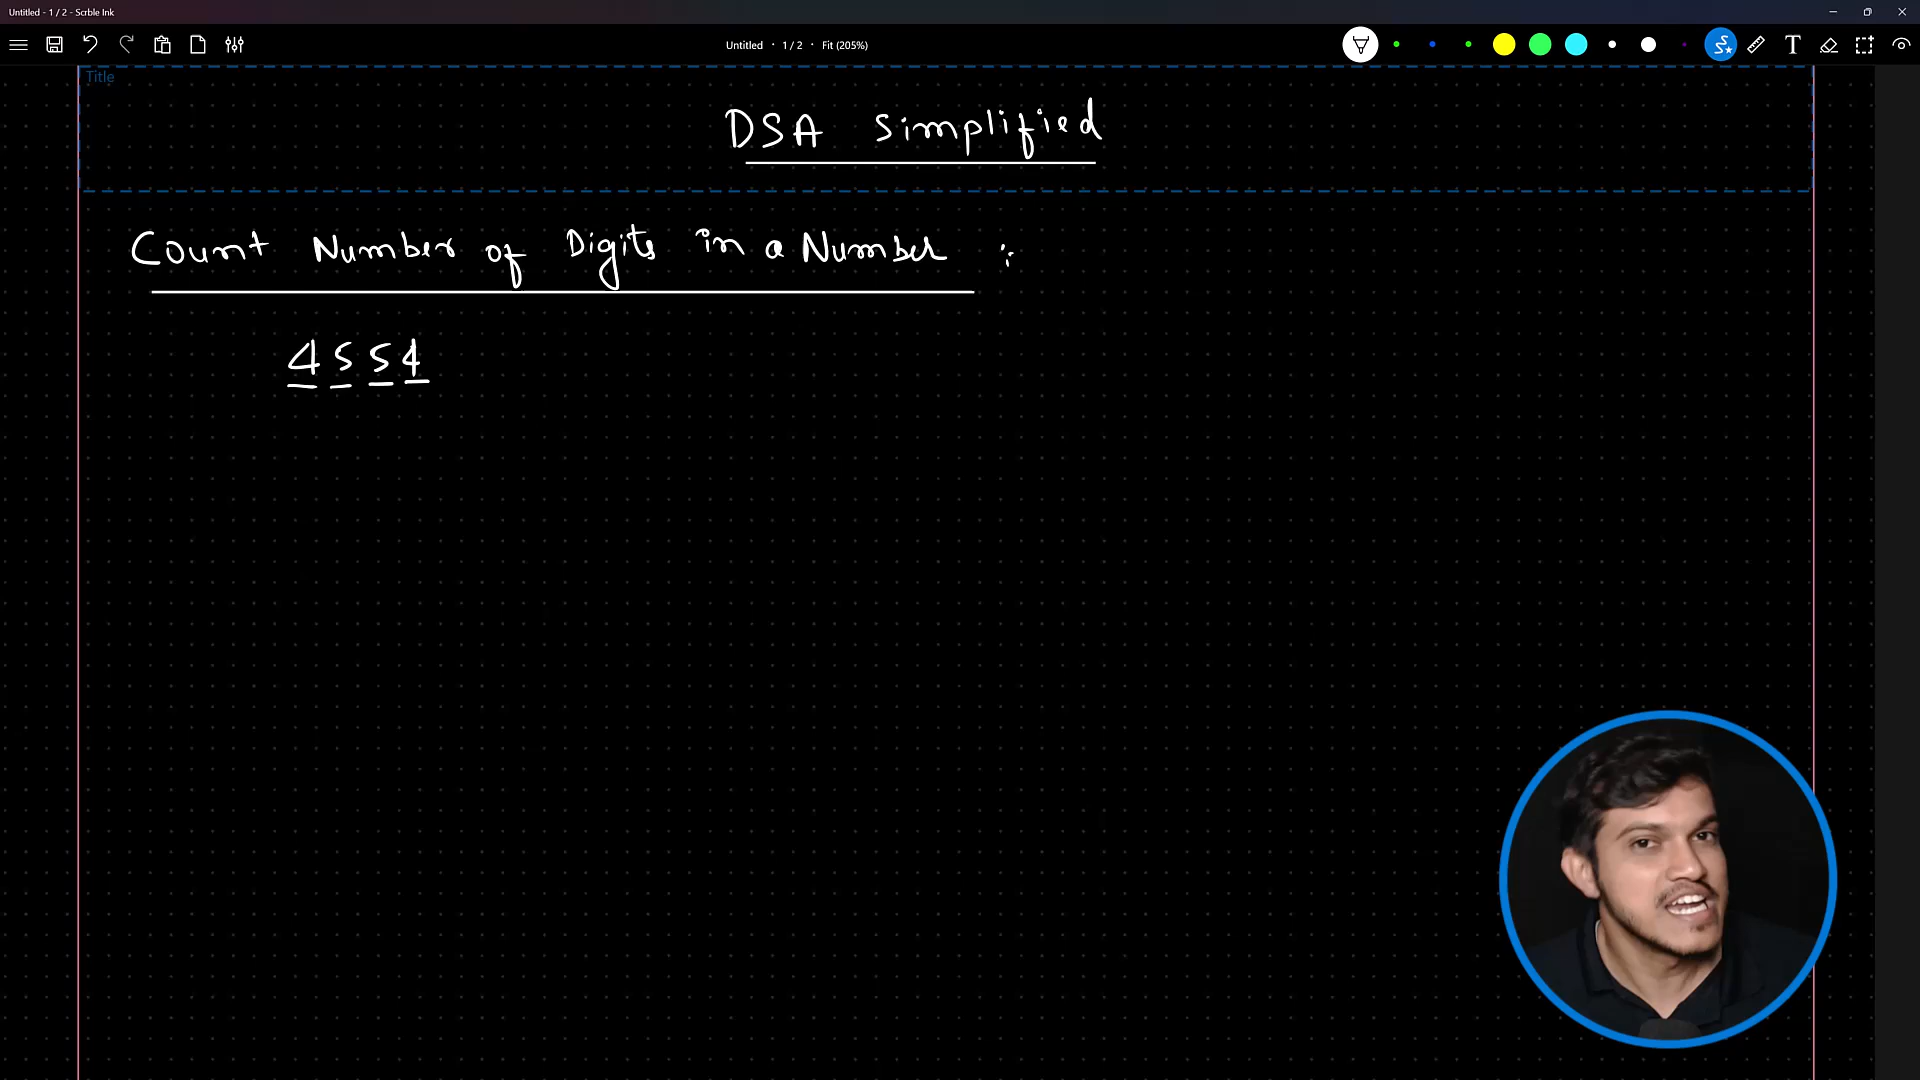 Untitled - 1 / 2 - Scrble Ink
Untitled · 1 / 2 · Fit (205%)
T
Title
DSA Simplified
Count Number of Digits in a Number :
4554